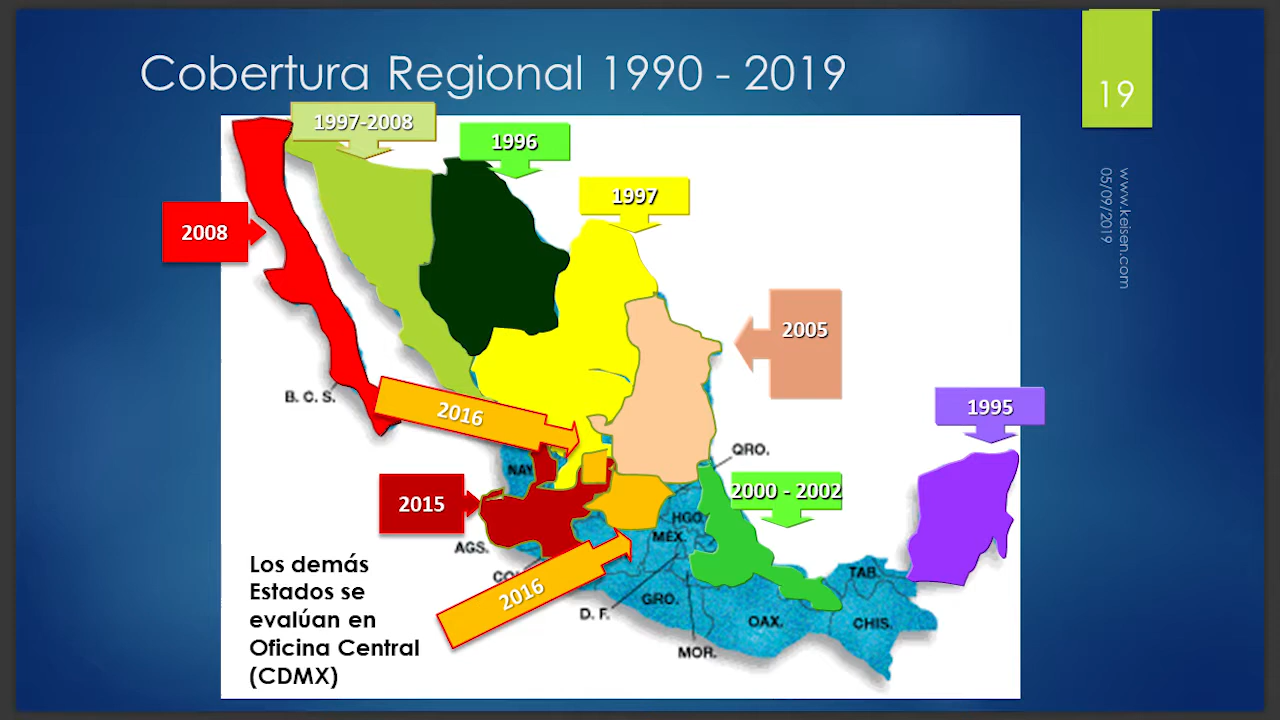 Cobertura Regional 1990 - 2019
19
www.keisen.com
05/09/2019
1997-2008
1996
1997
2008
2005
B. C. S.
2016
1995
QRO.
NAY
2015
2000 - 2002
HGO.
MEX.
AGS.
COL
2016
D. F.
GRO.
MOR.
OAX.
TAB.
CHIS.
Los demás
Estados se
evalúan en
Oficina Central
(CDMX)